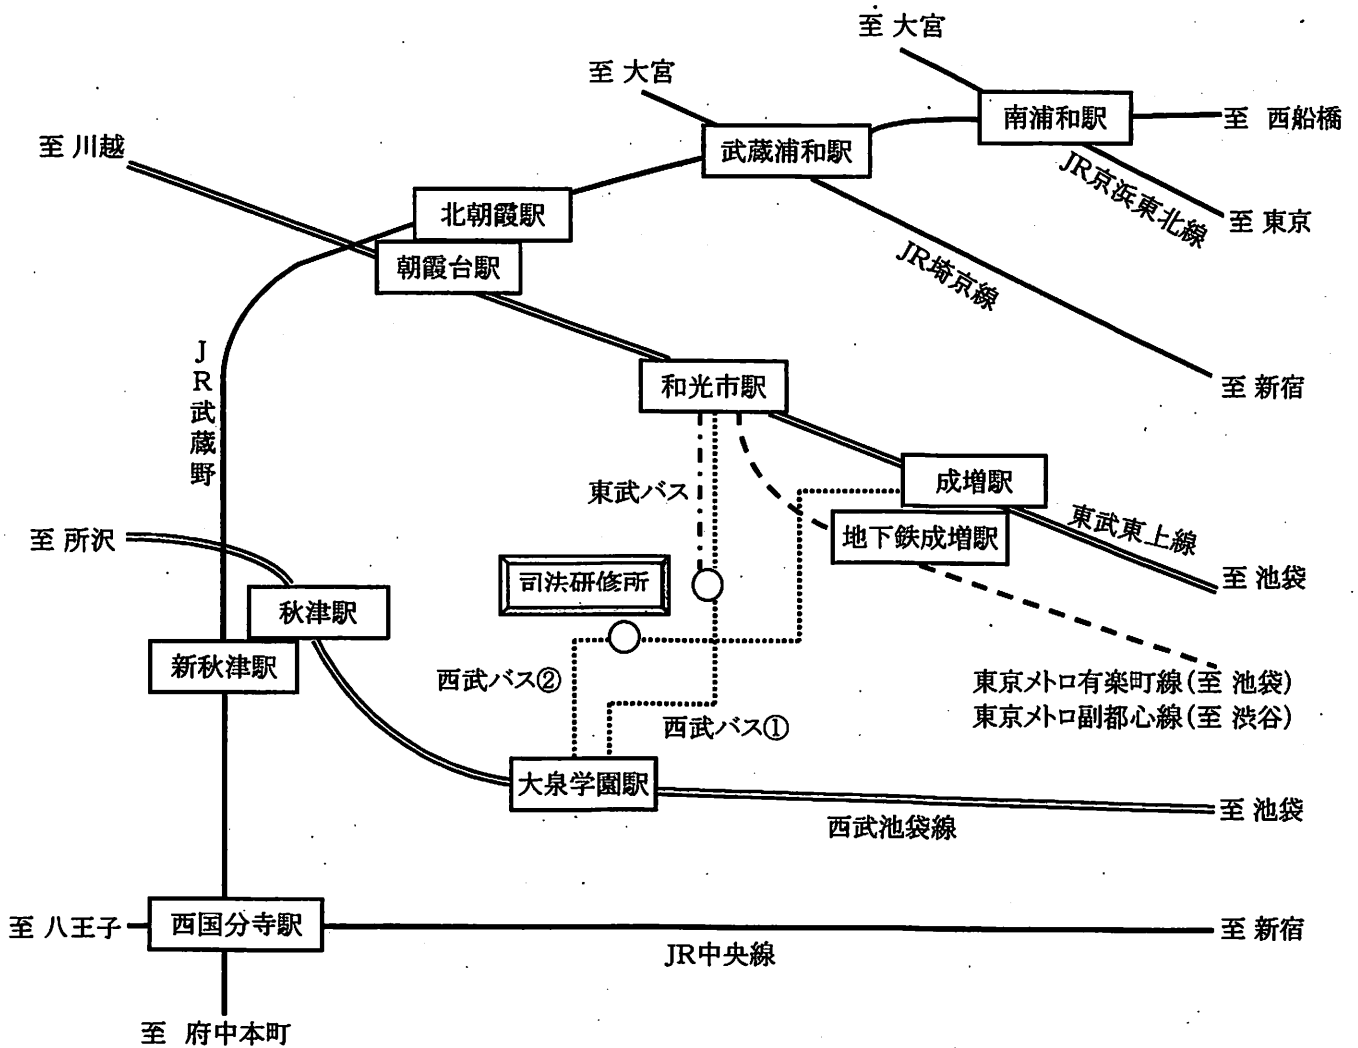 至 大宮
至 大宮
南浦和駅
至 西船橋
武蔵浦和駅
至 川越
JR京浜東北線
至 東京
北朝霞駅
朝霞台駅
JR埼京線
JR武蔵野
和光市駅
至 新宿
成増駅
東武バス
東武東上線
地下鉄成増駅
至 所沢
司法研修所
至 池袋
秋津駅
新秋津駅
西武バス②
東京メトロ有楽町線(至 池袋)
東京メトロ副都心線(至 渋谷)
西武バス①
大泉学園駅
至 池袋
西武池袋線
至 八王子
西国分寺駅
至 新宿
JR中央線
至 府中本町